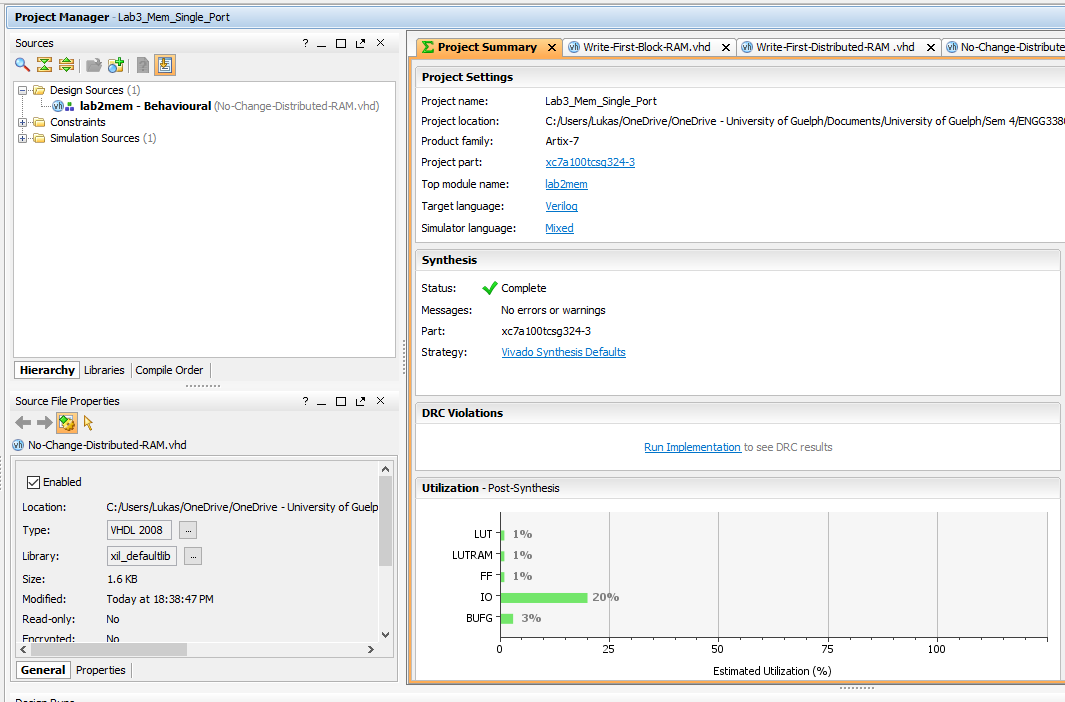 Project Manager - Lab3_Mem_Single_Port
Sources
?
Design Sources (1)
lab2mem - Behavioural (No-Change-Distributed-RAM.vhd)
Constraints
Simulation Sources (1)
Hierarchy Libraries Compile Order
Source File Properties
?
No-Change-Distributed-RAM.vhd
Enabled
Location: C:/Users/Lukas/OneDrive/OneDrive - University of Guelp
Type: VHDL 2008 ...
Library: xil_defaultlib ...
Size: 1.6 KB
Modified: Today at 18:38:47 PM
Read-only: No
Encrypted: No
General Properties
Σ Project Summary × Write-First-Block-RAM.vhd × Write-First-Distributed-RAM .vhd × No-Change-Distribute
Project Settings
Project name: Lab3_Mem_Single_Port
Project location: C:/Users/Lukas/OneDrive/OneDrive - University of Guelph/Documents/University of Guelph/Sem 4/ENGG338
Product family: Artix-7
Project part: xc7a100tcsg324-3
Top module name: lab2mem
Target language: Verilog
Simulator language: Mixed
Synthesis
Status: Complete
Messages: No errors or warnings
Part: xc7a100tcsg324-3
Strategy: Vivado Synthesis Defaults
DRC Violations
Run Implementation to see DRC results
Utilization - Post-Synthesis
LUT 1%
LUTRAM 1%
FF 1%
IO 20%
BUFG 3%
0 25 50 75 100
Estimated Utilization (%)